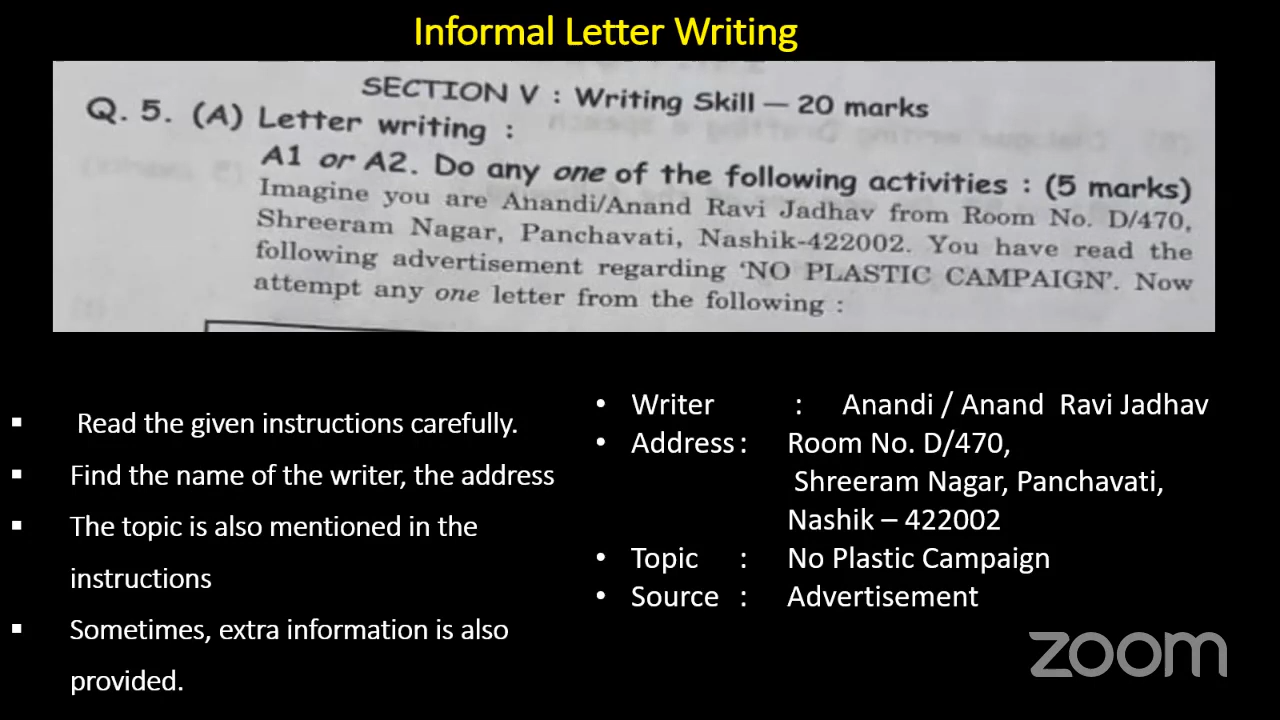 Informal Letter Writing
SECTION V : Writing Skill — 20 marks
Q. 5. (A) Letter writing :
A1 or A2. Do any one of the following activities : (5 marks)
Imagine you are Anandi/Anand Ravi Jadhav from Room No. D/470,
Shreeram Nagar, Panchavati, Nashik-422002. You have read the
following advertisement regarding ‘NO PLASTIC CAMPAIGN’. Now
attempt any one letter from the following :
▪ Read the given instructions carefully.
▪ Find the name of the writer, the address
▪ The topic is also mentioned in the
instructions
▪ Sometimes, extra information is also
provided.
• Writer : Anandi / Anand Ravi Jadhav
• Address : Room No. D/470,
Shreeram Nagar, Panchavati,
Nashik – 422002
• Topic : No Plastic Campaign
• Source : Advertisement
zoom